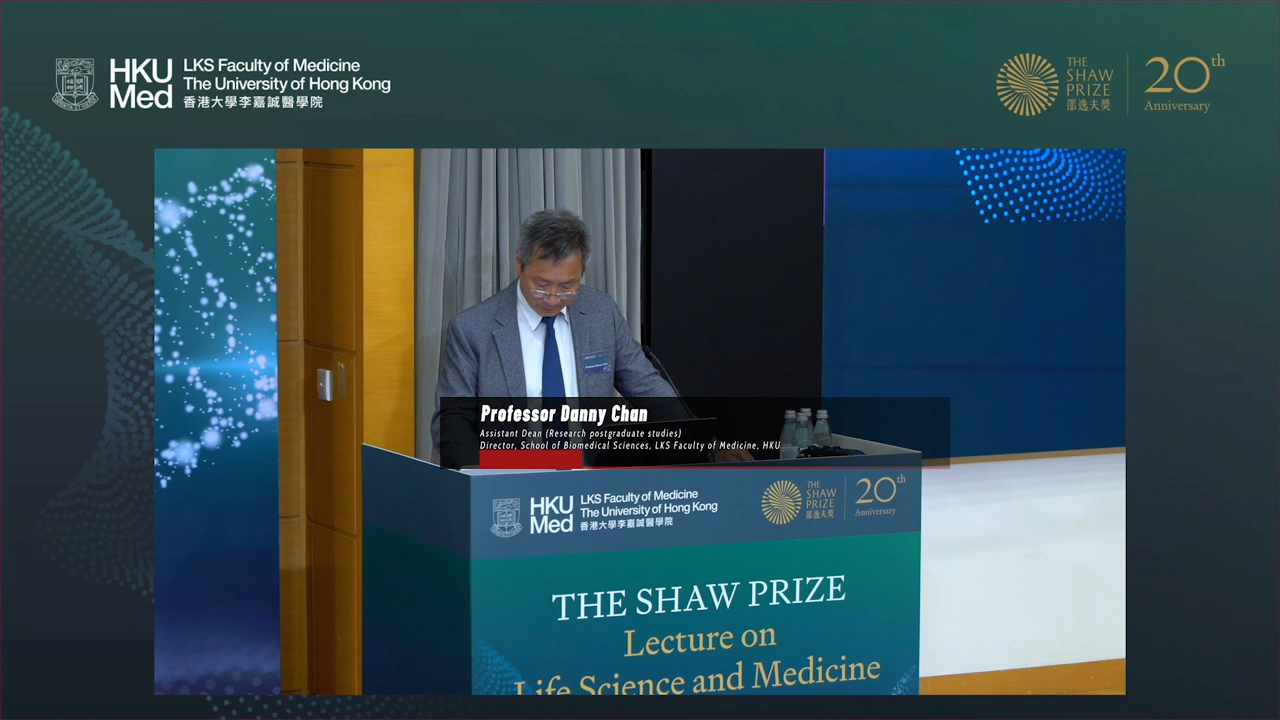 HKU
Med
LKS Faculty of Medicine
The University of Hong Kong
香港大學李嘉誠醫學院
THE
SHAW
PRIZE
邵逸夫獎
20th
Anniversary
Professor Danny Chan
Assistant Dean (Research postgraduate studies)
Director, School of Biomedical Sciences, LKS Faculty of Medicine, HKU
HKU
Med
LKS Faculty of Medicine
The University of Hong Kong
香港大學李嘉誠醫學院
THE
SHAW
PRIZE
邵逸夫獎
20th
Anniversary
THE SHAW PRIZE
Lecture on
Life Science and Medicine